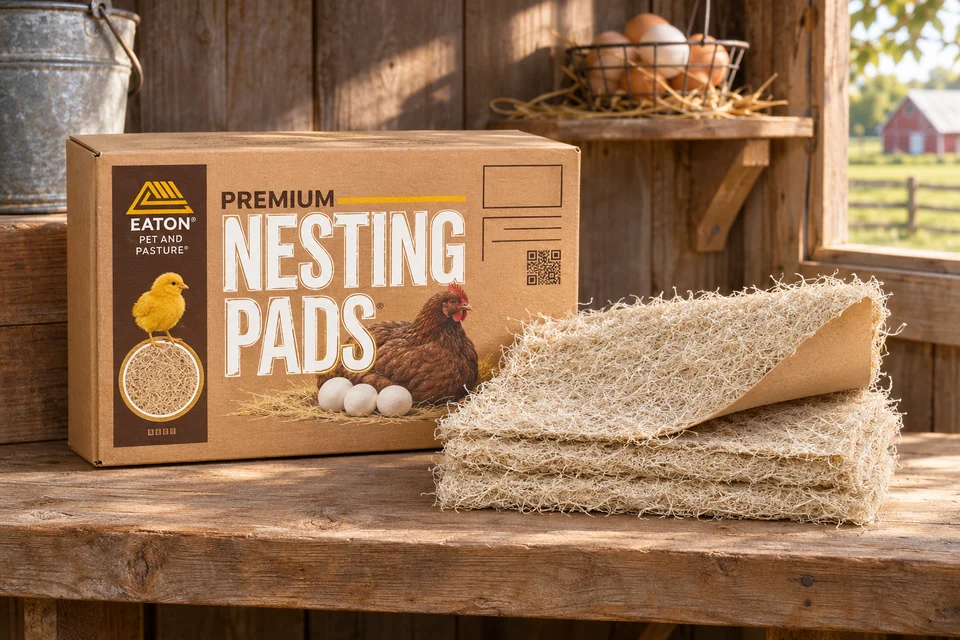 EATON®
PET AND
PASTURE®
PREMIUM
NESTING
PADS®